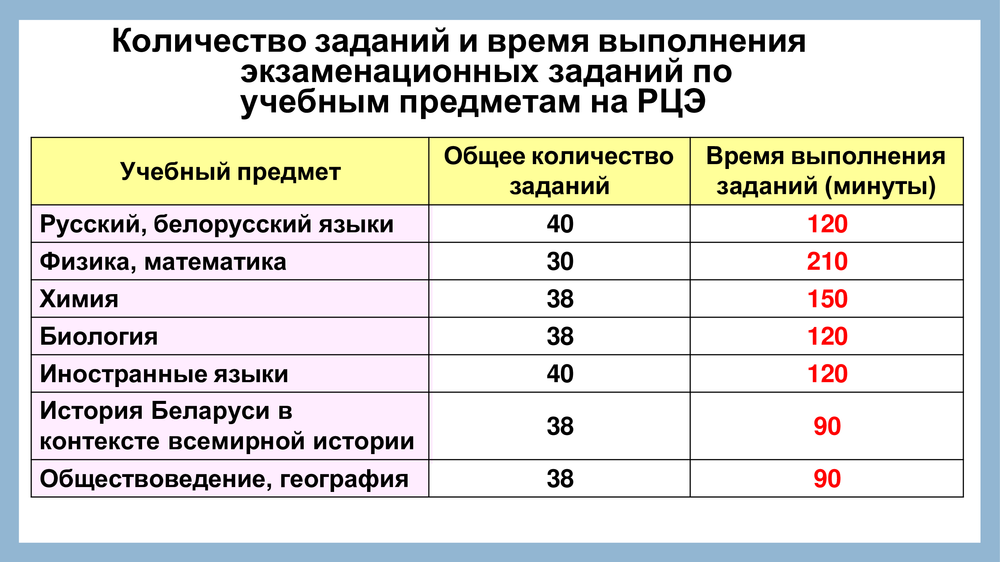 Количество заданий и время выполнения
экзаменационных заданий по
учебным предметам на РЦЭ
Учебный предмет
Общее количество
заданий
Время выполнения
заданий (минуты)
Русский, белорусский языки 40 120
Физика, математика 30 210
Химия 38 150
Биология 38 120
Иностранные языки 40 120
История Беларуси в
контексте всемирной истории 38 90
Обществоведение, география 38 90